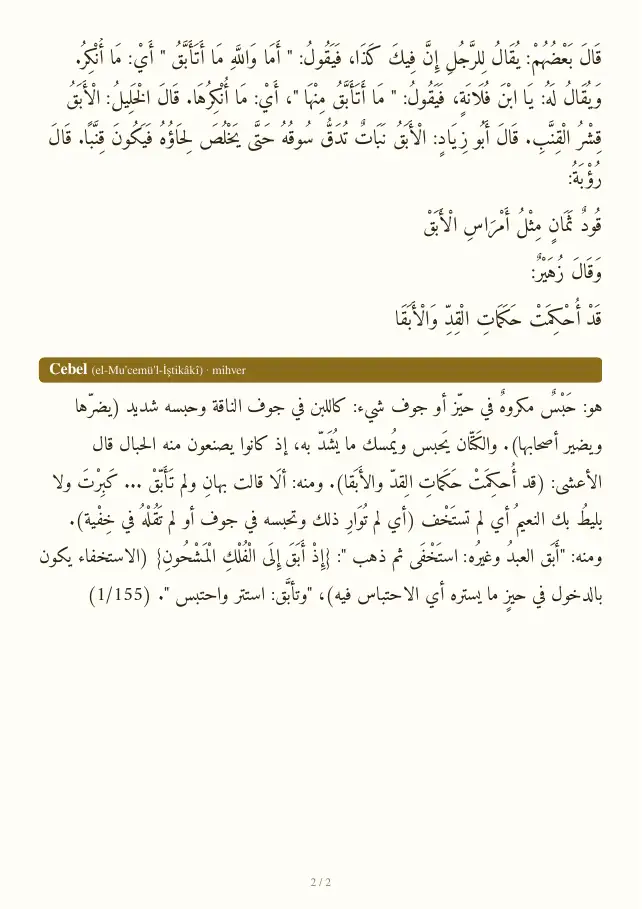 قَالَ بَعْضُهُمْ: يُقَالُ لِلرَّجُلِ إِنَّ فِيكَ كَذَا، فَيَقُولُ: " أَمَا وَاللَّهِ مَا أَتَأَبَّقُ " أَيْ: مَا أُنْكِرُ.
وَيُقَالُ لَهُ: يَا ابْنَ فُلَانَةٍ، فَيَقُولُ: " مَا أَتَأَبَّقُ مِنْهَا "، أَيْ: مَا أُنْكِرُهَا. قَالَ الْخَلِيلُ: الْأَبَقُ
قِشْرُ الْقِنَّبِ. قَالَ أَبُو زِيَادٍ: الْأَبَقُ نَبَاتٌ تُدَقُّ سُوقُهُ حَتَّى يَخْلُصَ لِحَاؤُهُ فَيَكُونَ قِنَّبًا. قَالَ
رُؤْبَةُ:
قُودٌ ثَمَانٍ مِثْلُ أَمْرَاسِ الْأَبَقْ
وَقَالَ زُهَيْرٌ:
قَدْ أُحْكِمَتْ حَكَمَاتِ الْقِدِّ وَالْأَبَقَا
Cebel (el-Mu'cemü'l-İştikâkî) · mihver
هو: حَبْسٌ مكروهٌ في حيّز أو جوف شيء: كاللبن في جوف الناقة وحبسه شديد (يضرّها
ويضير أصحابها). والكَتّان يَحبس ويُمسك ما يُشَدّ به، إذ كانوا يصنعون منه الحبال قال
الأعشى: (قد أُحكِمَتْ حَكَمَاتِ القِدّ والأَبَقا). ومنه: ألَا قالت بهانِ ولم تَأَبَّقْ ... كَبِرْتَ ولا
يليطُ بك النعيمُ أي لم تستَخْف (أي لم تُوَارِ ذلك وتحبسه في جوف أو لم تَقُلْهُ في خِفْية).
ومنه: "أَبَق العبدُ وغيرُه: استَخْفَى ثم ذهب ": {إِذْ أَبَقَ إِلَى الْفُلْكِ الْمَشْحُونِ} (الاستخفاء يكون
بالدخول في حيزٍ ما يستره أي الاحتباس فيه)، "وتأبَّق: استتر واحتبس ". (1/155)
2 / 2